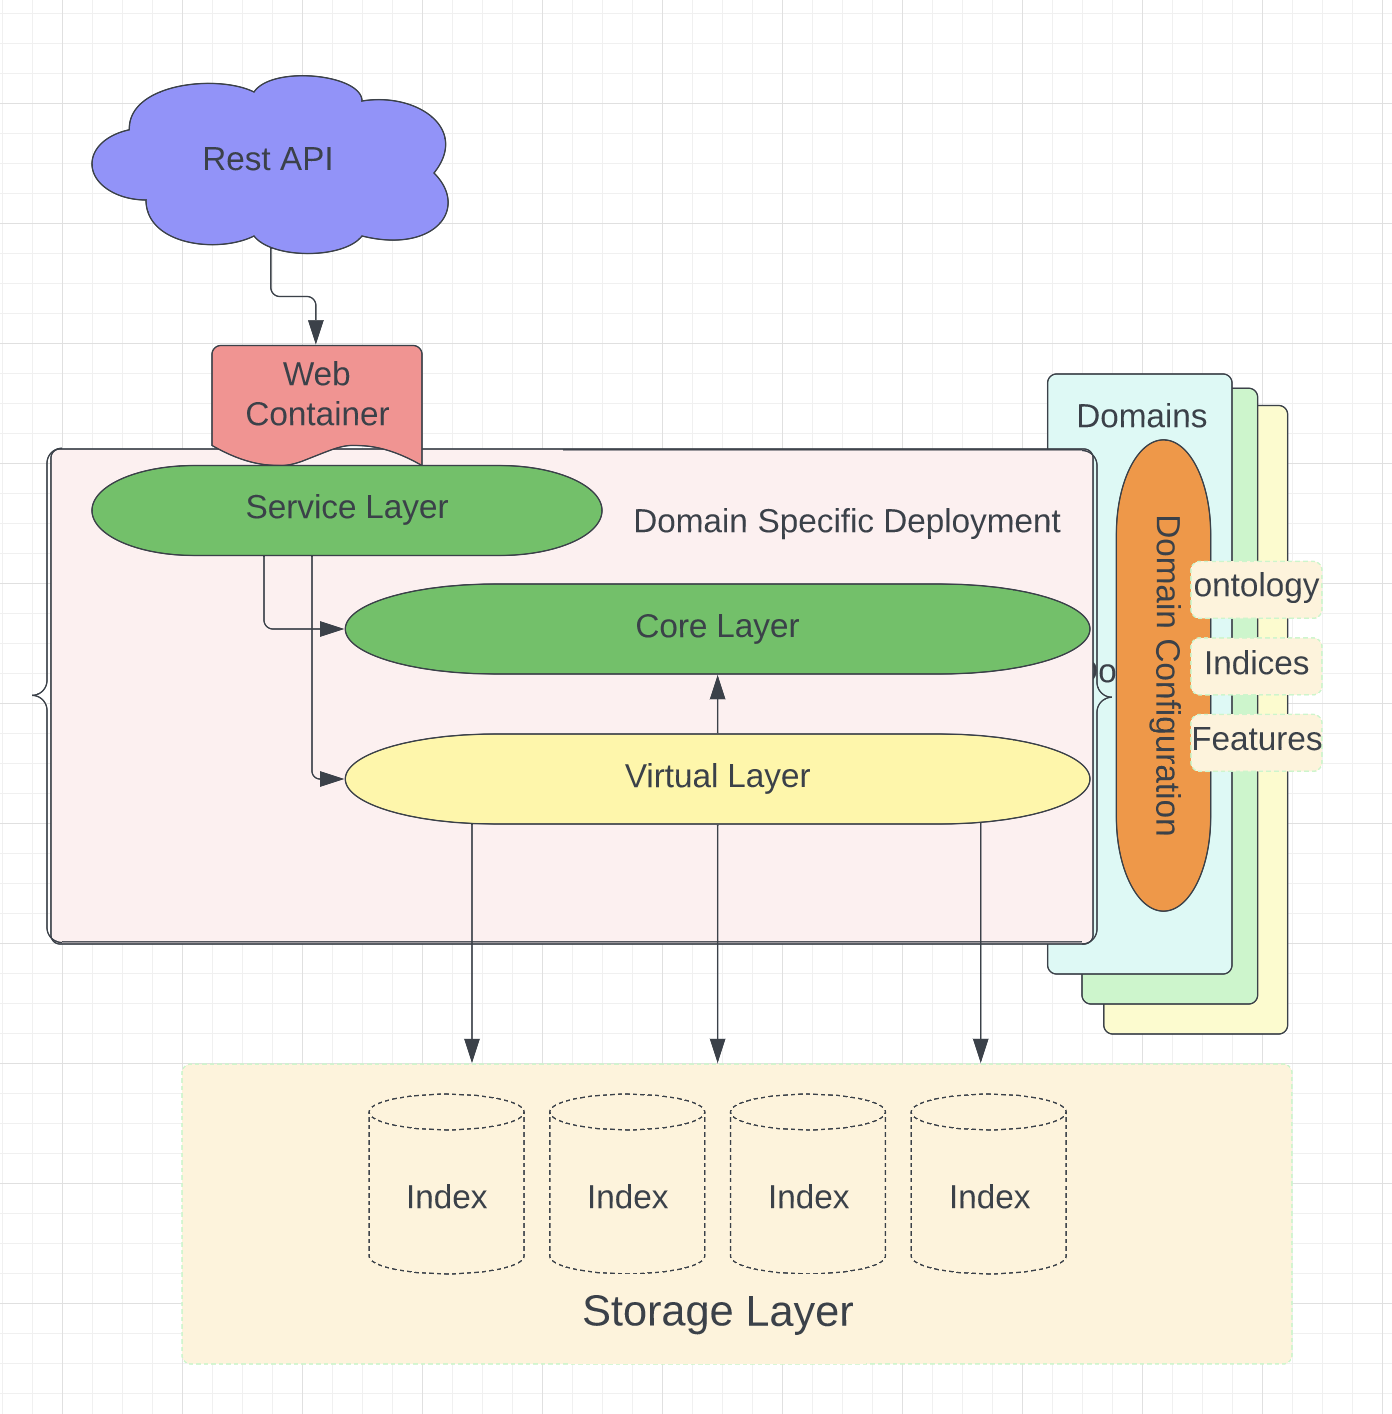 Rest API
Web
Container
Domains
Service Layer
Domain Specific Deployment
Domain Configuration
ontology
Core Layer
Indices
Features
Virtual Layer
Index
Index
Index
Index
Storage Layer